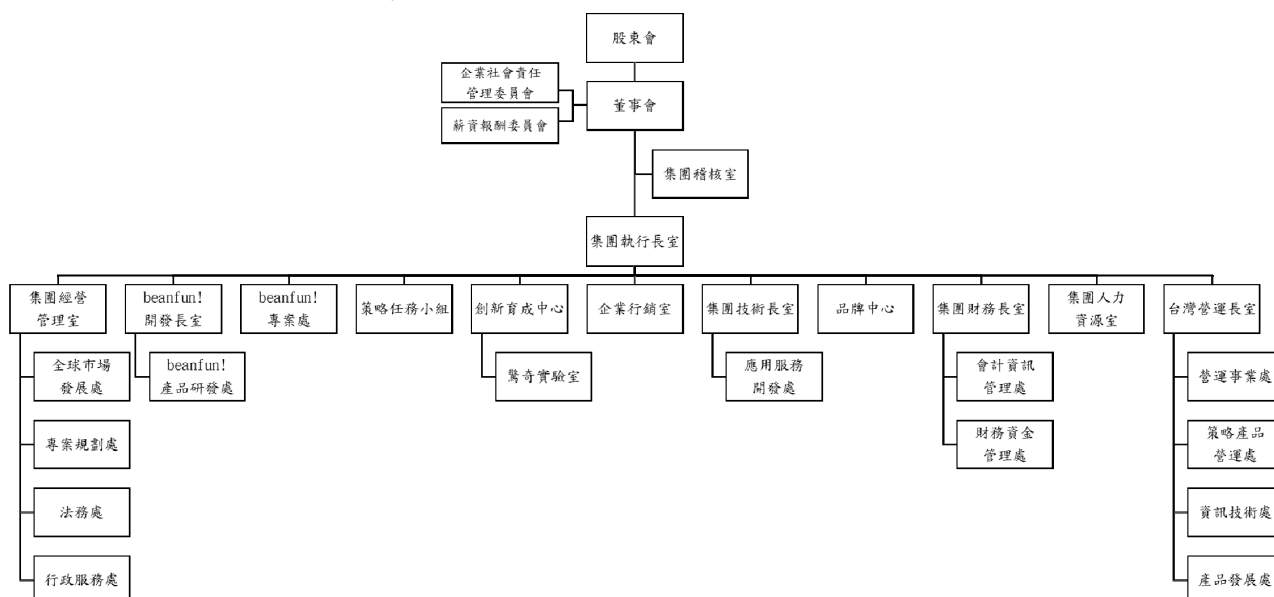 股東會
企業社會責任
管理委員會
董事會
薪資報酬委員會
集團稽核室
集團執行長室
集團經營
管理室
beanfun!
開發長室
beanfun!
專案處
策略任務小組
創新育成中心
企業行銷室
集團技術長室
品牌中心
集團財務長室
集團人力
資源室
台灣營運長室
全球市場
發展處
beanfun!
產品研發處
驚奇實驗室
應用服務
開發處
會計資訊
管理處
營運事業處
專案規劃處
財務資金
管理處
策略產品
營運處
法務處
資訊技術處
行政服務處
產品發展處